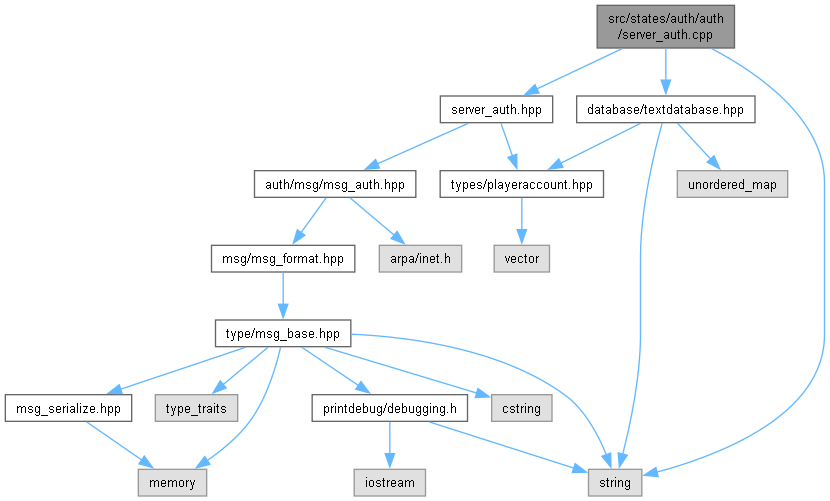 src/states/auth/auth
/server_auth.cpp
server_auth.hpp
database/textdatabase.hpp
auth/msg/msg_auth.hpp
types/playeraccount.hpp
unordered_map
msg/msg_format.hpp
arpa/inet.h
vector
type/msg_base.hpp
msg_serialize.hpp
type_traits
printdebug/debugging.h
cstring
memory
iostream
string